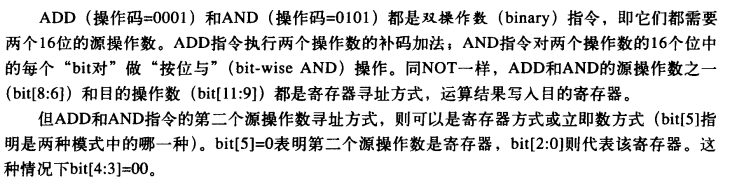 ADD（操作码=0001）和AND（操作码=0101）都是双操作数（binary）指令，即它们都需要
两个16位的源操作数。ADD指令执行两个操作数的补码加法；AND指令对两个操作数的16个位中
的每个“bit对”做“按位与”（bit-wise AND）操作。同NOT一样，ADD和AND的源操作数之一
（bit[8:6]）和目的操作数（bit[11:9]）都是寄存器寻址方式，运算结果写入目的寄存器。
但ADD和AND指令的第二个源操作数寻址方式，则可以是寄存器方式或立即数方式（bit[5]指
明是两种模式中的哪一种）。bit[5]=0表明第二个源操作数是寄存器，bit[2:0]则代表该寄存器。这
种情况下bit[4:3]=00。